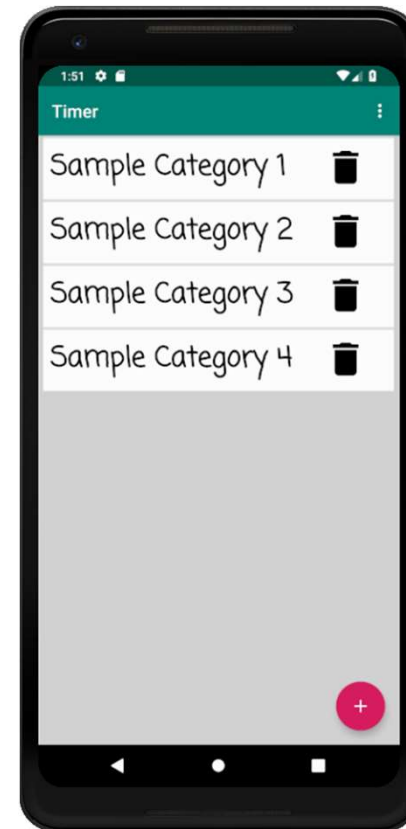 1:51
Timer
Sample Category 1
Sample Category 2
Sample Category 3
Sample Category 4
+